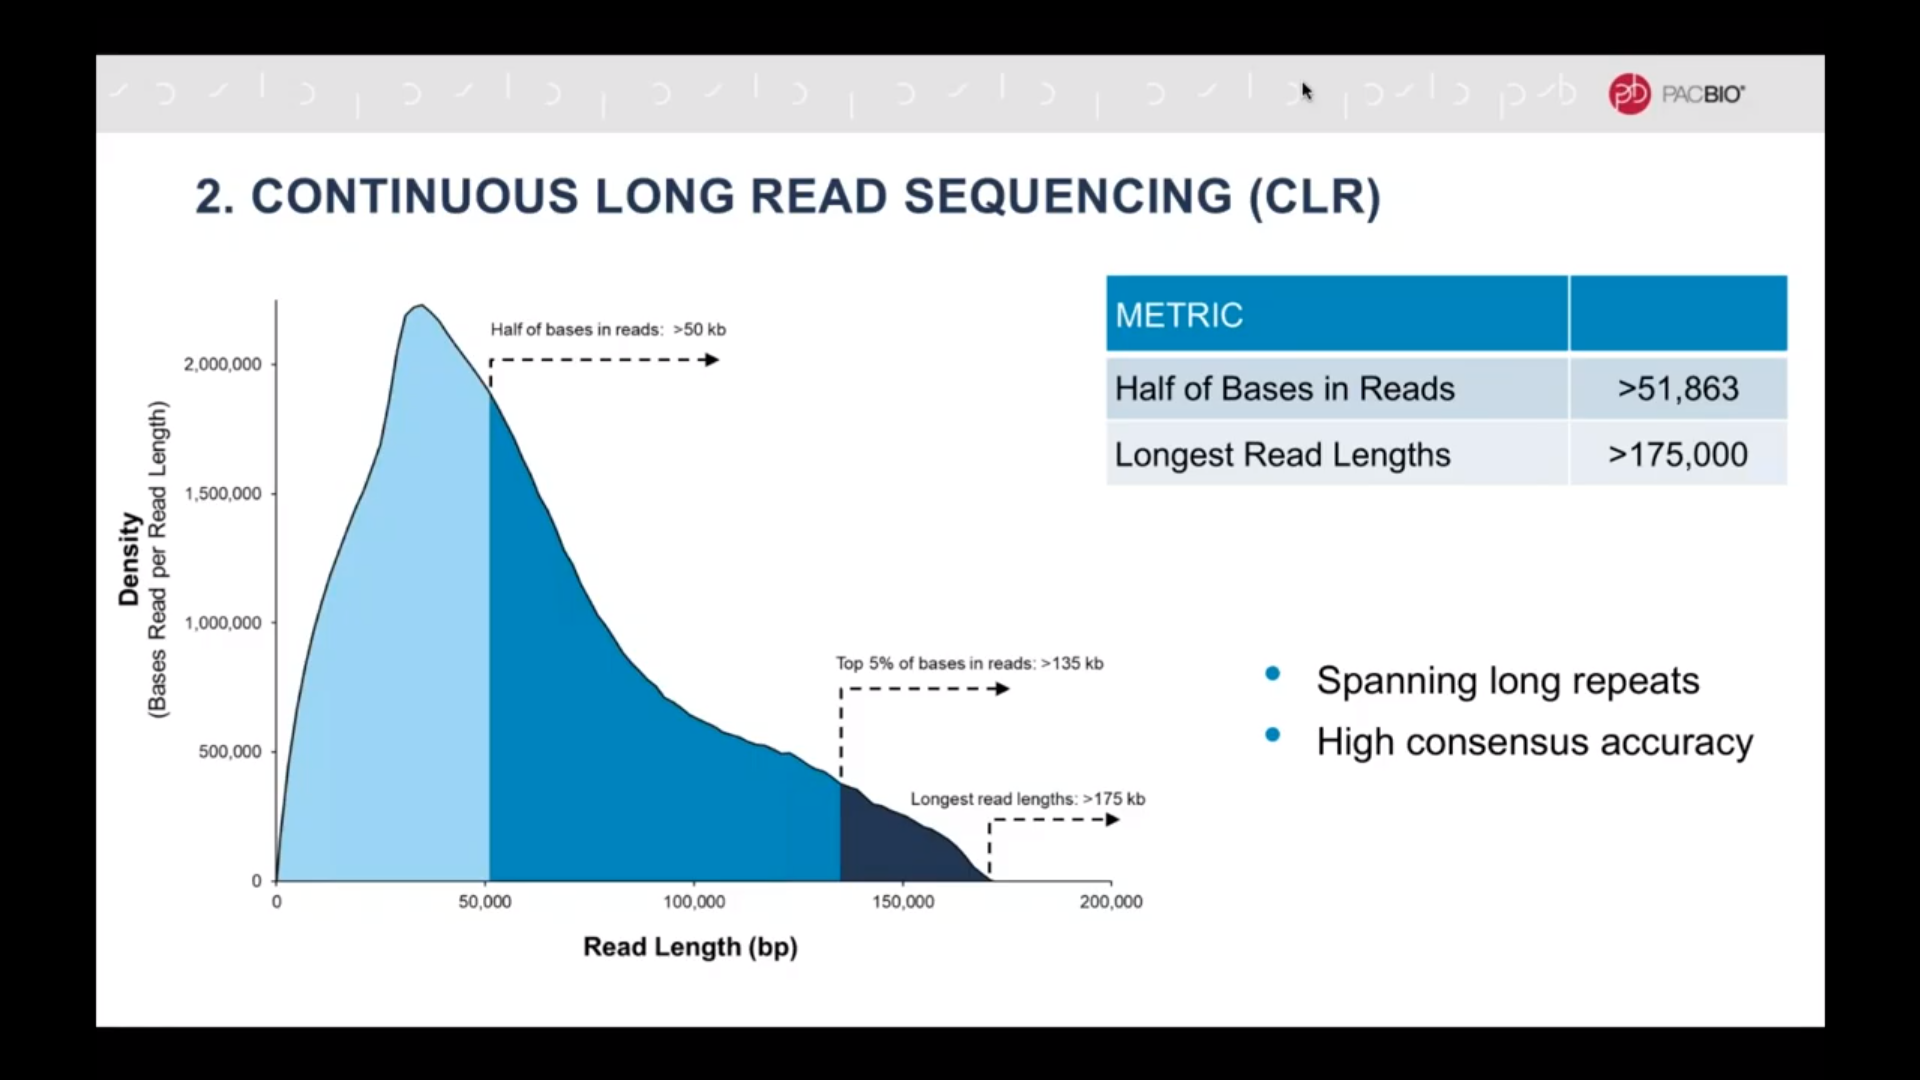 PACBIO®
2. CONTINUOUS LONG READ SEQUENCING (CLR)
Density
(Bases Read per Read Length)
2,000,000
1,500,000
1,000,000
500,000
0
0
50,000
100,000
150,000
200,000
Read Length (bp)
Half of bases in reads: >50 kb
Top 5% of bases in reads: >135 kb
Longest read lengths: >175 kb
METRIC
Half of Bases in Reads >51,863
Longest Read Lengths >175,000
• Spanning long repeats
• High consensus accuracy